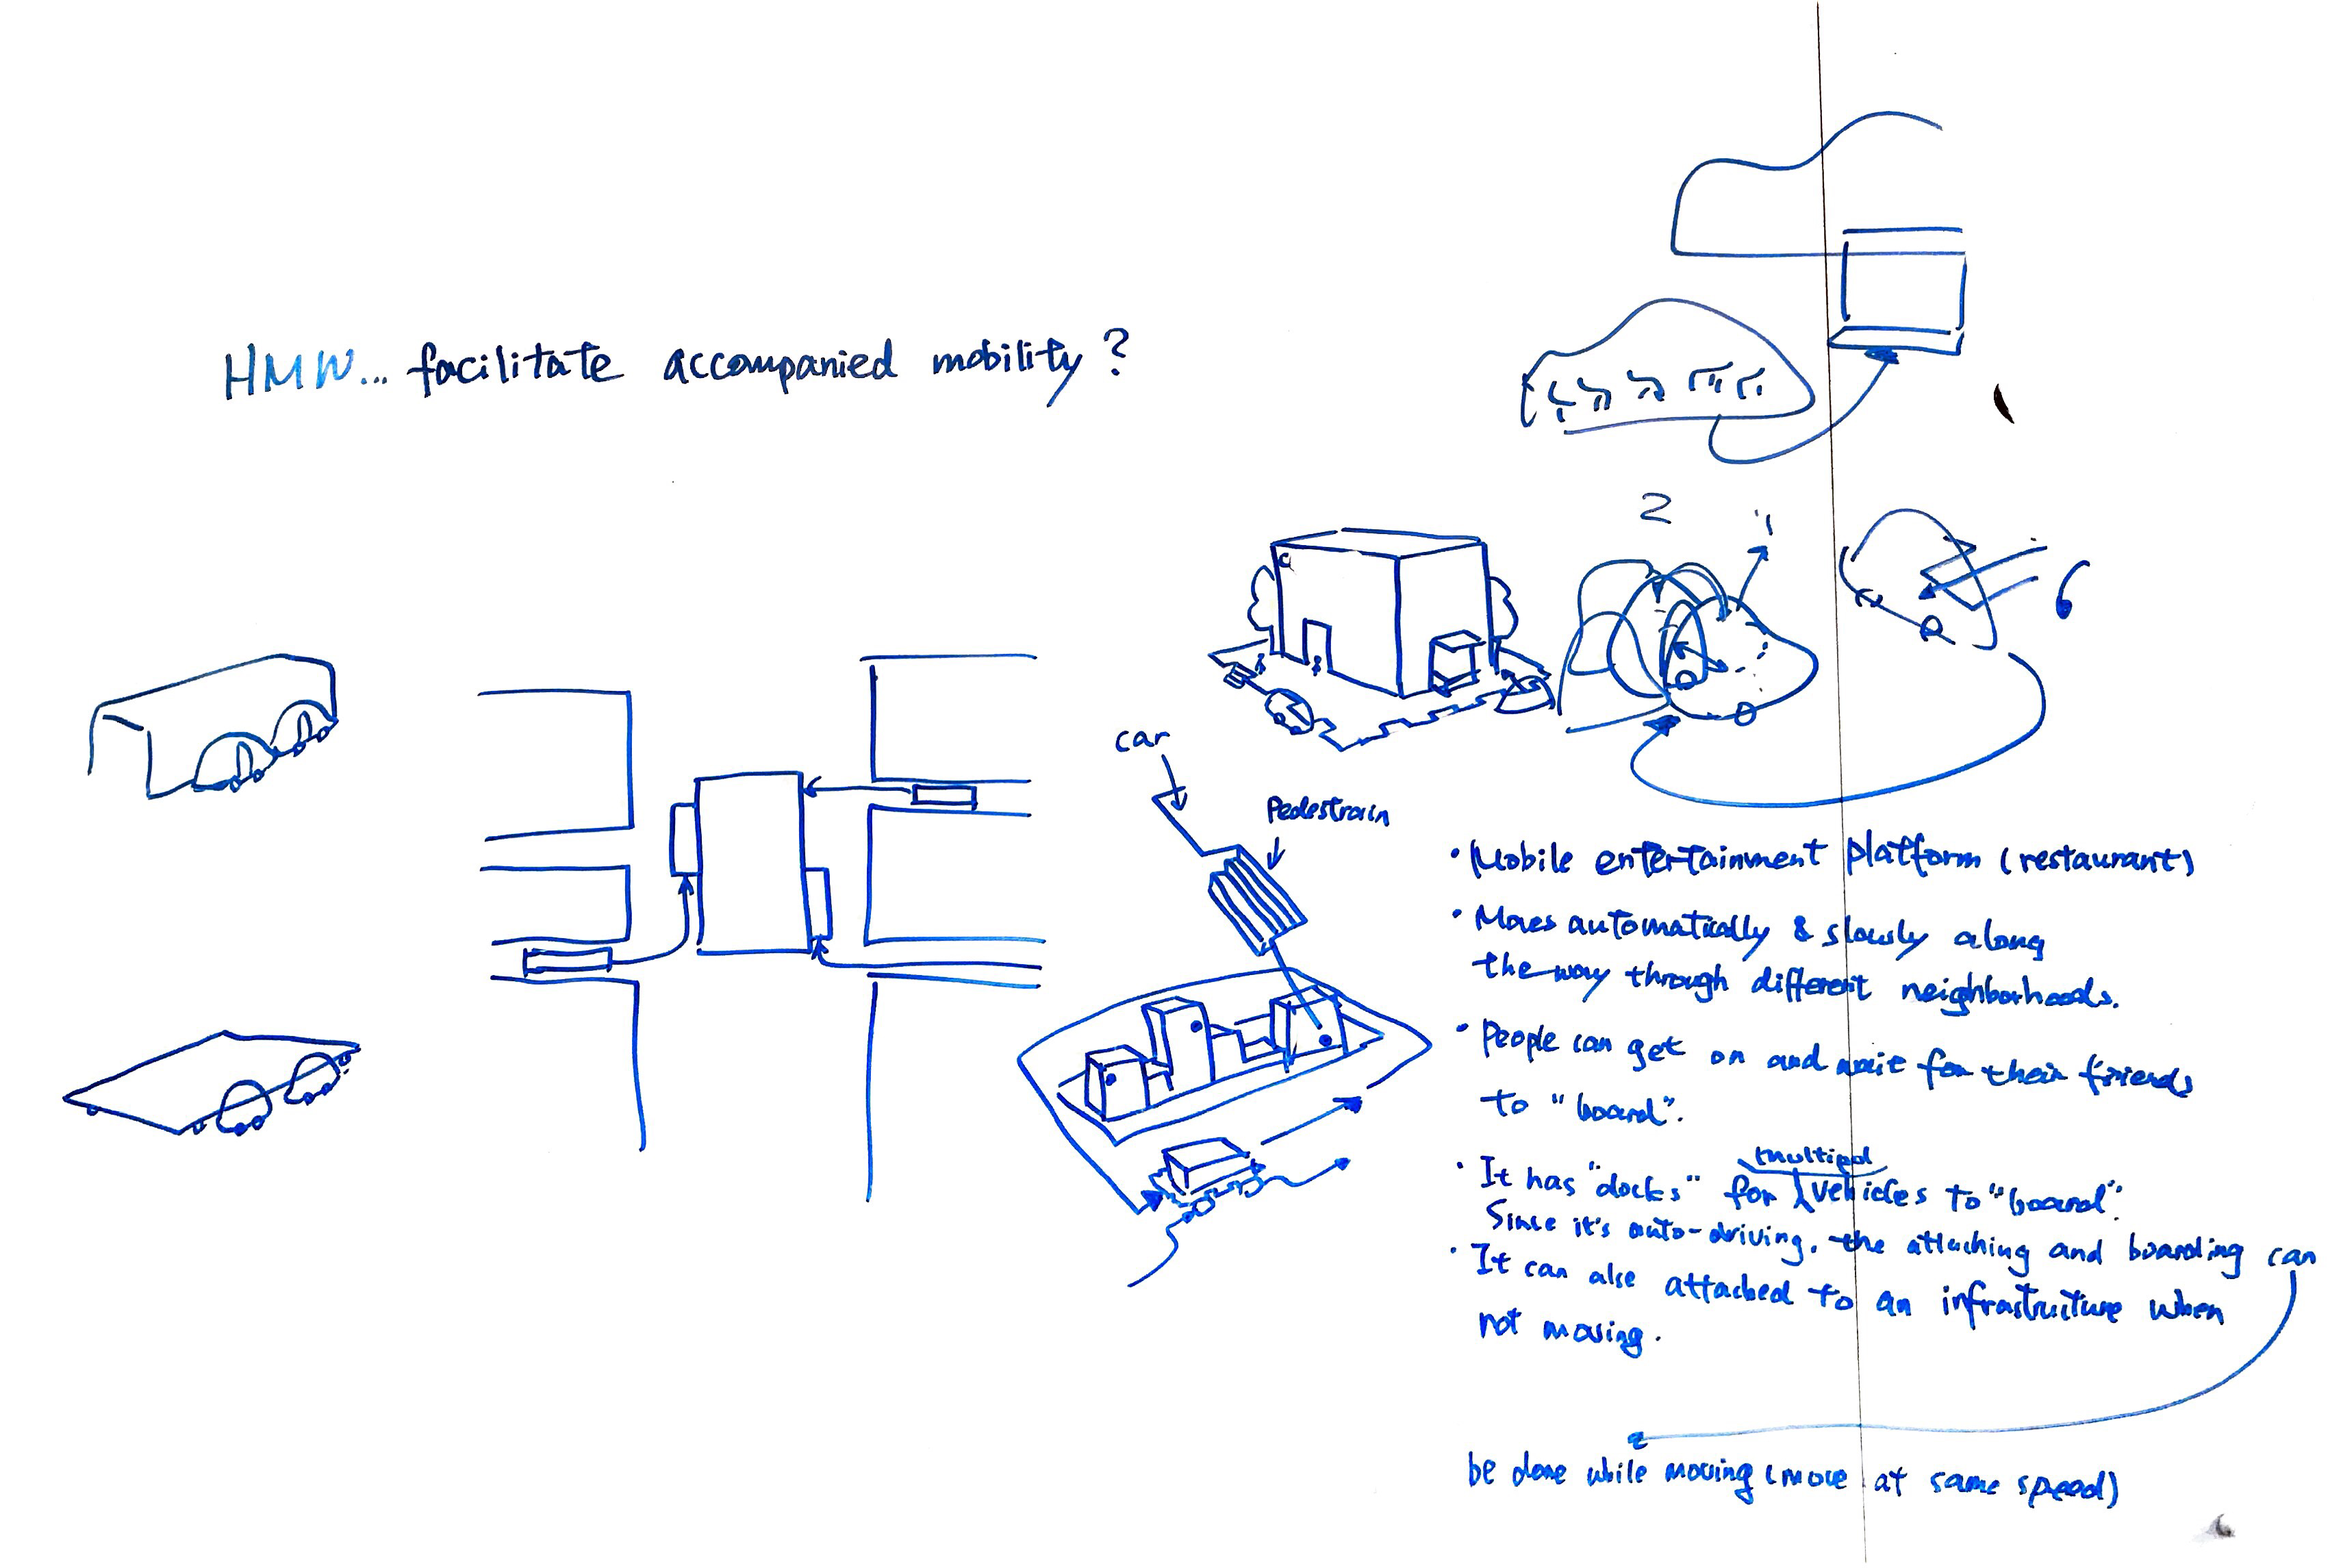 HMW... facilitate accompanied mobility?
2
1
car
Pedestrain
• Mobile entertainment platform (restaurant)
• Moves automatically & slowly along
the way through different neighborhoods.
• People can get on and wait for their friends
to "board".
multipal
• It has "docks" for vehicles to "board".
Since it's auto-driving, the attaching and boarding can
• It can also attached to an infrastructure when
not moving.
be done while moving (move at same speed)